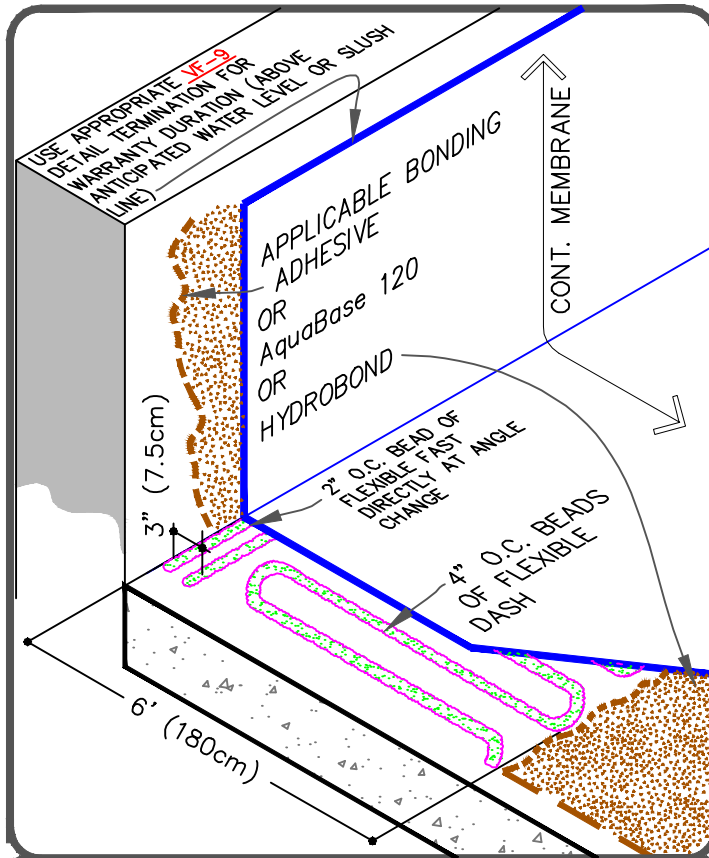 USE APPROPRIATE VF-9
DETAIL TERMINATION FOR
WARRANTY DURATION (ABOVE
ANTICIPATED WATER LEVEL OR SLUSH
LINE)
APPLICABLE BONDING
ADHESIVE
OR
AquaBase 120
OR
HYDROBOND
CONT. MEMBRANE
3" (7.5cm)
2" O.C. BEAD OF
FLEXIBLE FAST
DIRECTLY AT ANGLE
CHANGE
4" O.C. BEADS
OF FLEXIBLE
DASH
6' (180cm)